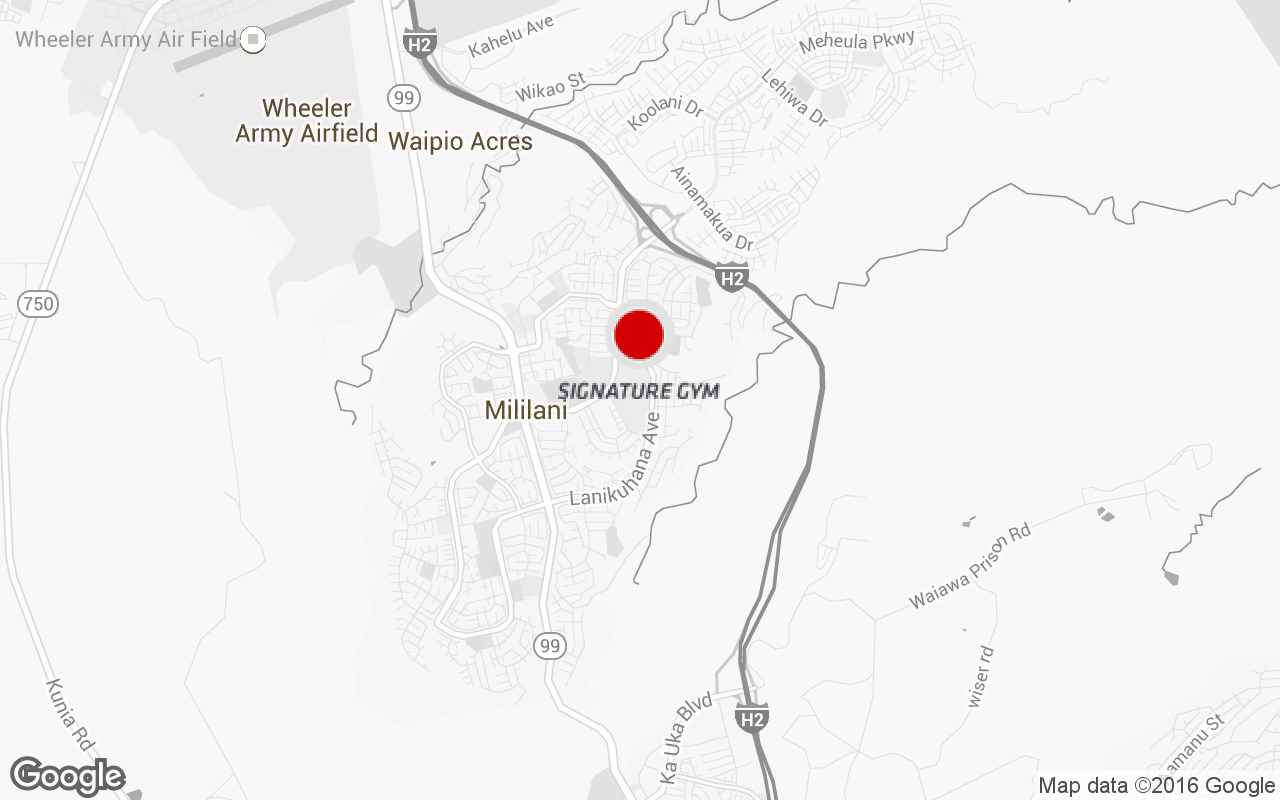 Kahelu Ave
Meheula Pkwy
Wheeler Army Air Field
H2
Wikao St
Lehiwa Dr
99
Koolani Dr
Wheeler
Army Airfield
Waipio Acres
Ainamakua Dr
H2
750
SIGNATURE GYM
Mililani
Lanikuhana Ave
Waiawa Prison Rd
99
wiser rd
Kunia Rd
Ka Uka Blvd
H2
amanu St
Google
Map data ©2016 Google